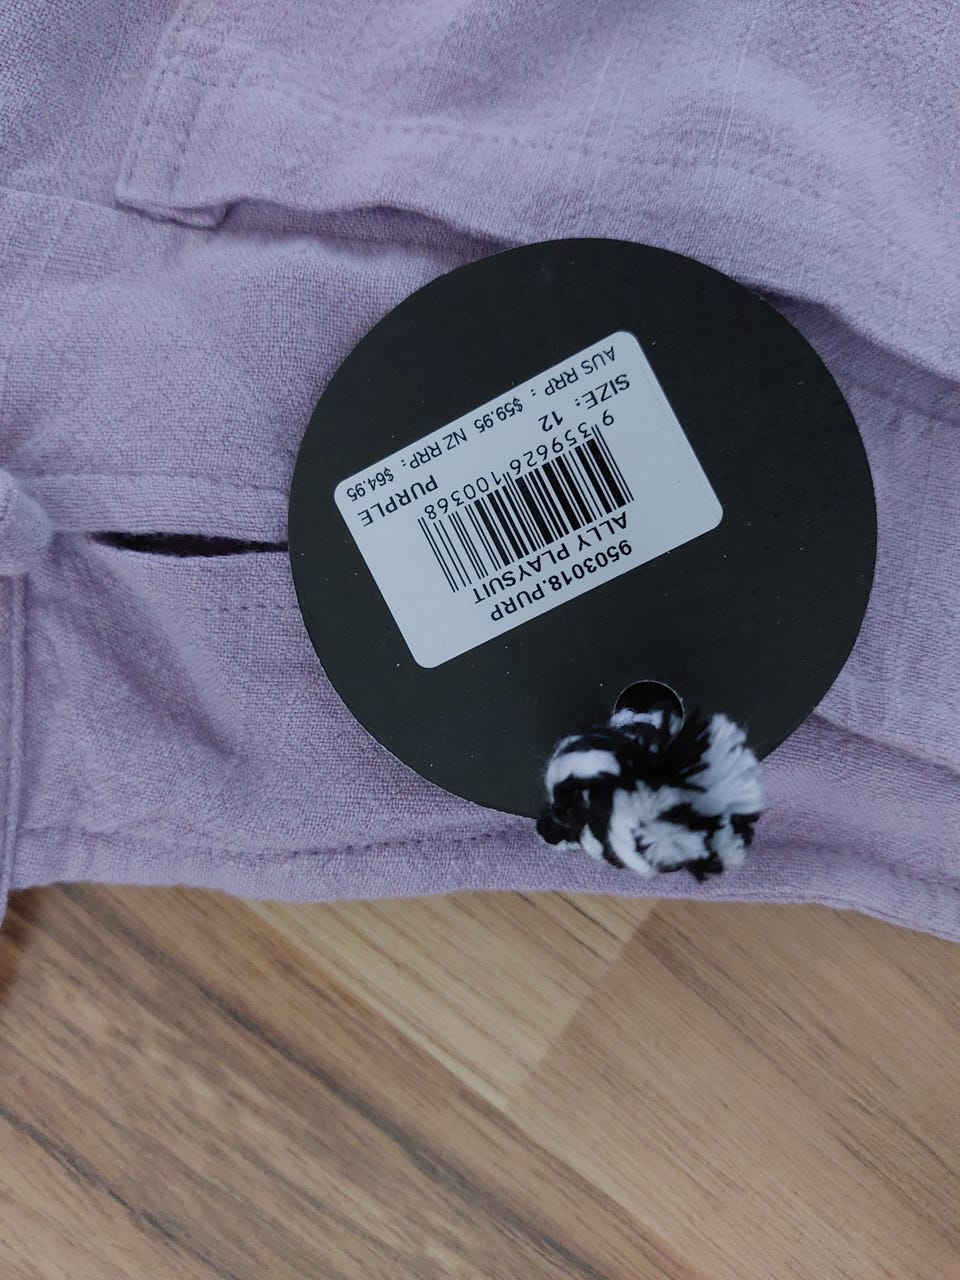 9503018.PURP
ALLY PLAYSUIT
9 359626 100368
SIZE: 12 PURPLE
AUS RRP: $59.95 NZ RRP: $64.95